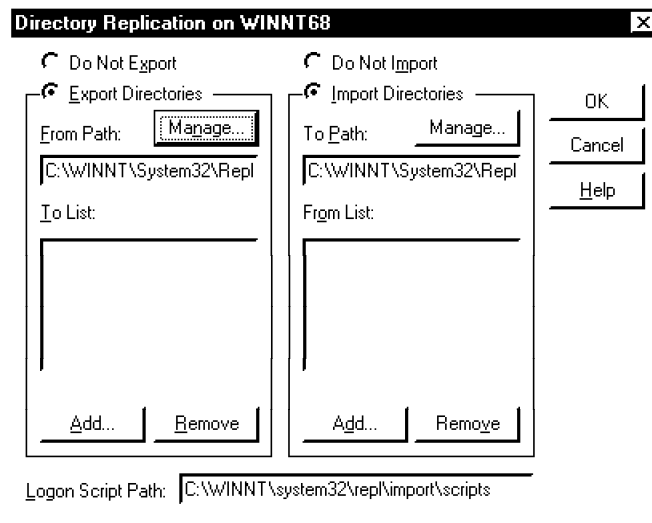 Directory Replication on WINNT68
Do Not Export
Do Not Import
Export Directories
Import Directories
OK
From Path:
Manage...
To Path:
Manage...
Cancel
C:\WINNT\System32\Repl
C:\WINNT\System32\Repl
Help
To List:
From List:
Add...
Remove
Add...
Remove
Logon Script Path:
C:\WINNT\system32\repl\import\scripts